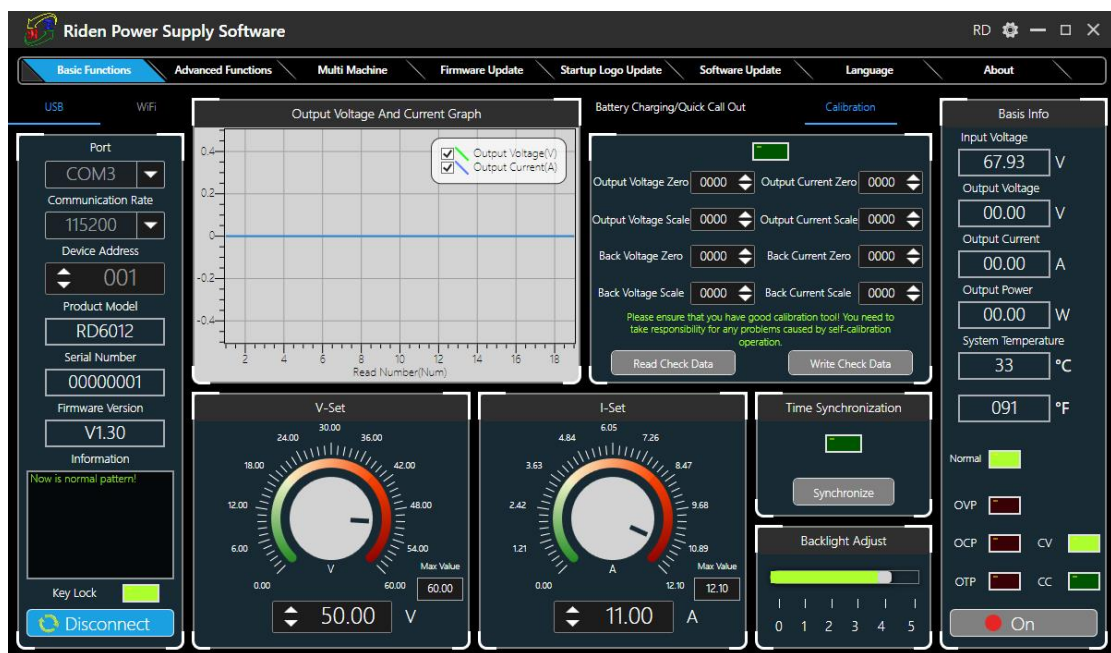 Riden Power Supply Software
RD
Basic Functions
Advanced Functions
Multi Machine
Firmware Update
Startup Logo Update
Software Update
Language
About
USB
WiFi
Port
COM3
Communication Rate
115200
Device Address
001
Product Model
RD6012
Serial Number
00000001
Firmware Version
V1.30
Information
Now is normal pattern!
Key Lock
Disconnect
Output Voltage And Current Graph
Output Voltage(V)
Output Current(A)
0.4
0.2
0
-0.2
-0.4
2 4 6 8 10 12 14 16 18
Read Number(Num)
Battery Charging/Quick Call Out
Calibration
Output Voltage Zero 0000 Output Current Zero 0000
Output Voltage Scale 0000 Output Current Scale 0000
Back Voltage Zero 0000 Back Current Zero 0000
Back Voltage Scale 0000 Back Current Scale 0000
Please ensure that you have good calibration tool! You need to
take responsibility for any problems caused by self-calibration
operation.
Read Check Data
Write Check Data
V-Set
0.00
6.00
12.00
18.00
24.00
30.00
36.00
42.00
48.00
54.00
60.00
V
Max Value
60.00
50.00 V
I-Set
0.00
1.21
2.42
3.63
4.84
6.05
7.26
8.47
9.68
10.89
12.10
A
Max Value
12.10
11.00 A
Time Synchronization
Synchronize
Backlight Adjust
0 1 2 3 4 5
Basis Info
Input Voltage
67.93 V
Output Voltage
00.00 V
Output Current
00.00 A
Output Power
00.00 W
System Temperature
33 °C
091 °F
Normal
OVP
OCP CV
OTP CC
On